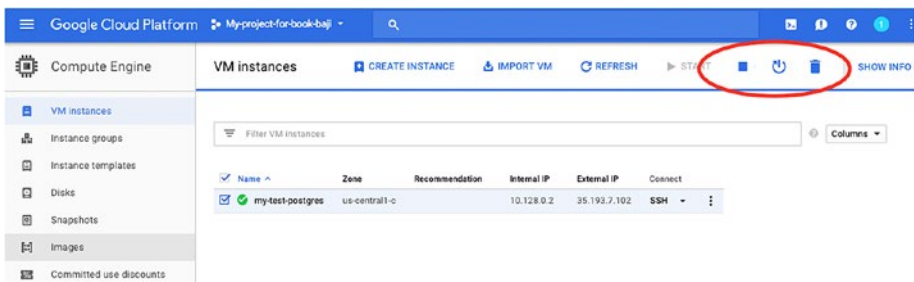 Google Cloud Platform My-project-for-book-baji
Compute Engine VM instances CREATE INSTANCE IMPORT VM REFRESH START SHOW INFO
VM instances
Instance groups
Instance templates
Disks
Snapshots
Images
Committed use discounts
Filter VM instances Columns
Name Zone Recommendation Internal IP External IP Connect
my-test-postgres us-central1-c 10.128.0.2 35.193.7.102 SSH